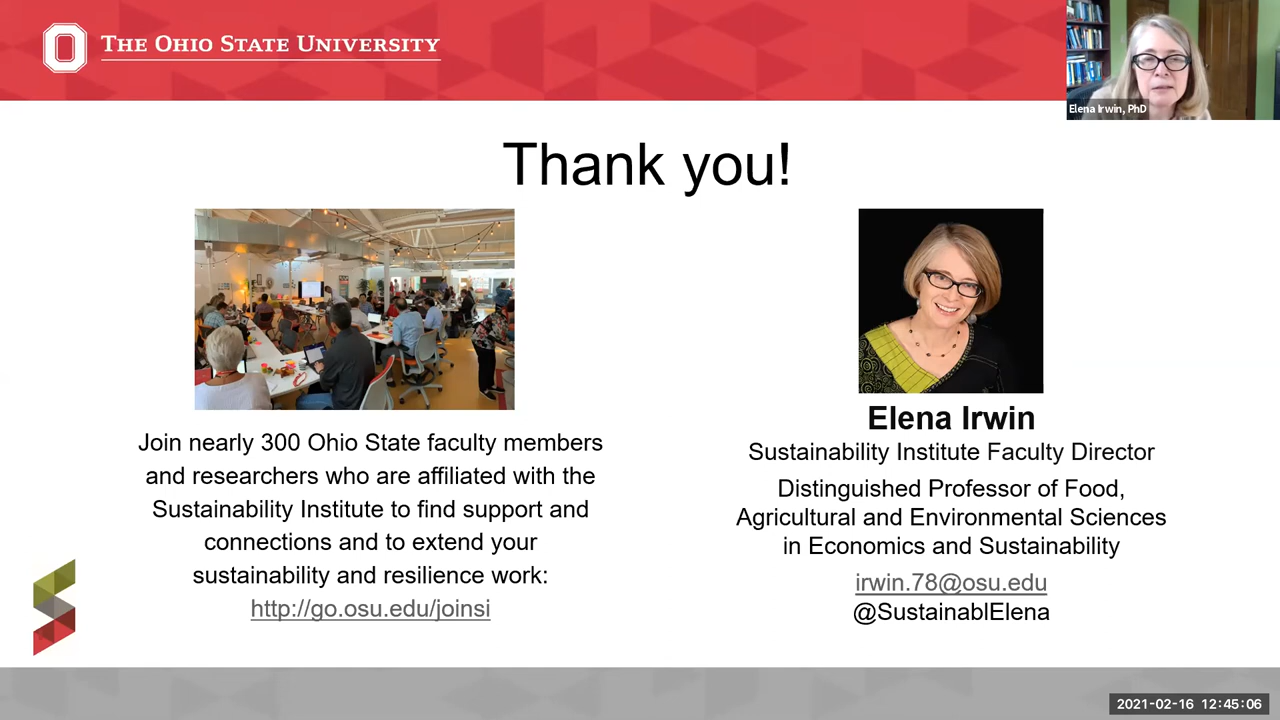 THE OHIO STATE UNIVERSITY
Elena Irwin, PhD
Thank you!
Join nearly 300 Ohio State faculty members
and researchers who are affiliated with the
Sustainability Institute to find support and
connections and to extend your
sustainability and resilience work:
http://go.osu.edu/joinsi
Elena Irwin
Sustainability Institute Faculty Director
Distinguished Professor of Food,
Agricultural and Environmental Sciences
in Economics and Sustainability
irwin.78@osu.edu
@SustainablElena
2021-02-16 12:45:06